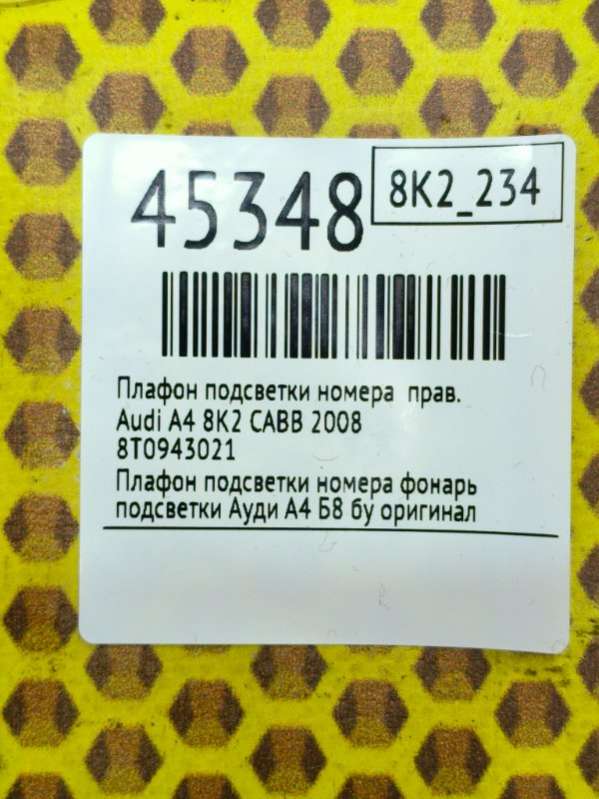 45348
8K2_234
Плафон подсветки номера прав.
Audi A4 8K2 CABB 2008
8T0943021
Плафон подсветки номера фонарь
подсветки Ауди А4 Б8 бу оригинал